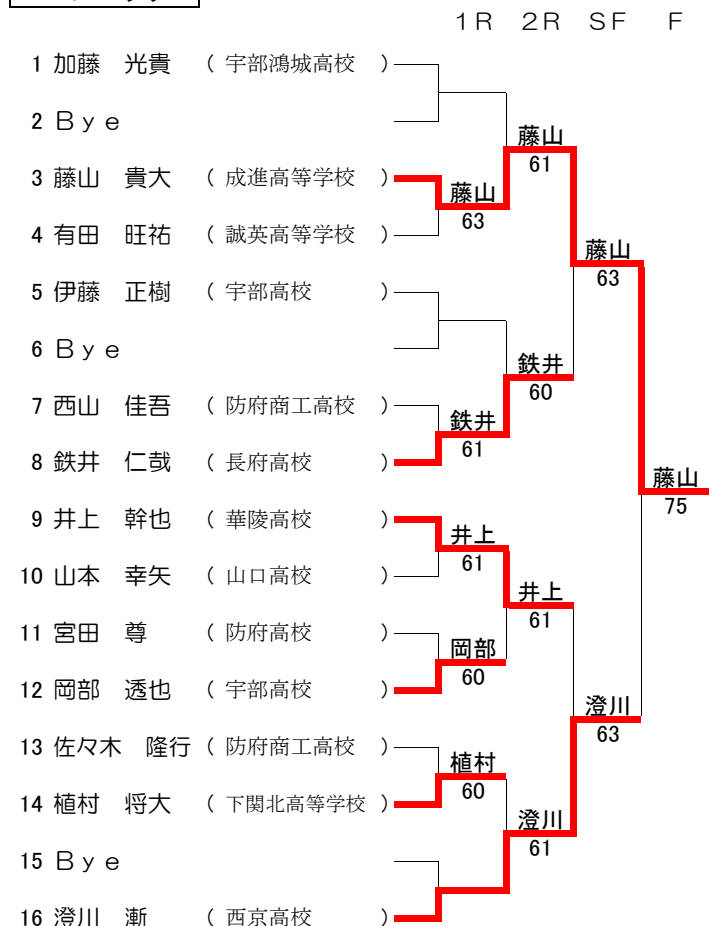 １Ｒ ２Ｒ ＳＦ Ｆ
1 加藤　光貴 （ 宇部鴻城高校 ）
2 Ｂｙｅ
藤山
61
3 藤山　貴大 （ 成進高等学校 ）
藤山
63
4 有田　旺祐 （ 誠英高等学校 ）
藤山
63
5 伊藤　正樹 （ 宇部高校 ）
6 Ｂｙｅ
鉄井
60
7 西山　佳吾 （ 防府商工高校 ）
鉄井
61
8 鉄井　仁哉 （ 長府高校 ）
藤山
75
9 井上　幹也 （ 華陵高校 ）
井上
61
10 山本　幸矢 （ 山口高校 ）
井上
61
11 宮田　尊 （ 防府高校 ）
岡部
60
12 岡部　透也 （ 宇部高校 ）
澄川
63
13 佐々木　隆行 （ 防府商工高校 ）
植村
60
14 植村　将大 （ 下関北高等学校 ）
澄川
61
15 Ｂｙｅ
16 澄川　漸 （ 西京高校 ）